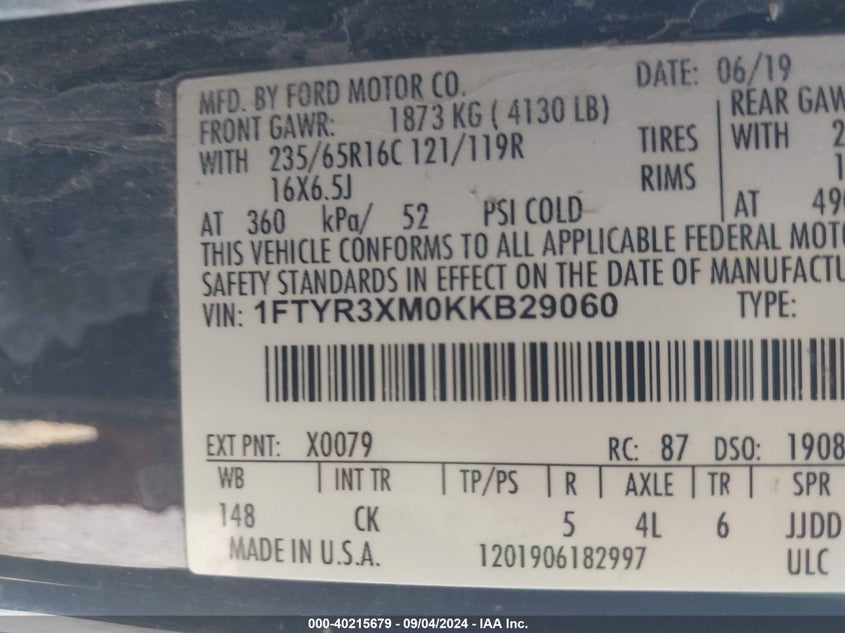 MFD. BY FORD MOTOR CO. DATE: 06/19
FRONT GAWR: 1873 KG ( 4130 LB) REAR GAW
WITH 235/65R16C 121/119R TIRES WITH 2
16X6.5J RIMS 1
AT 360 kPa/ 52 PSI COLD AT 490
THIS VEHICLE CONFORMS TO ALL APPLICABLE FEDERAL MOTO
SAFETY STANDARDS IN EFFECT ON THE DATE OF MANUFACTU
VIN: 1FTYR3XM0KKB29060 TYPE:
EXT PNT: X0079 RC: 87 DSO: 1908
WB INT TR TP/PS R AXLE TR SPR
148 CK 5 4L 6 JJDD
MADE IN U.S.A. 1201906182997 ULC
000-40215679 - 09/04/2024 - IAA Inc.